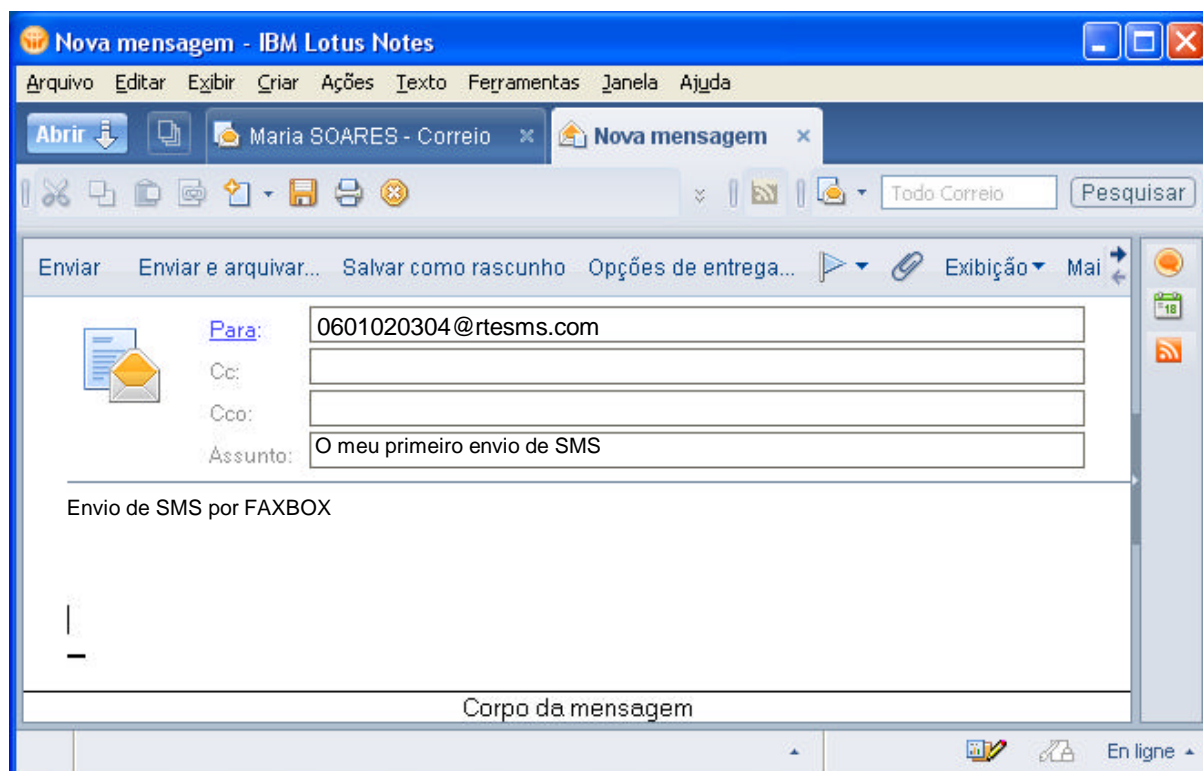 Nova mensagem - IBM Lotus Notes
Arquivo Editar Exibir Criar Ações Texto Ferramentas Janela Ajuda
Abrir Maria SOARES - Correio Nova mensagem
Todo Correio Pesquisar
Enviar Enviar e arquivar... Salvar como rascunho Opções de entrega... Exibição Mai
18
Para: 0601020304@rtesms.com
Cc:
Cco:
Assunto: O meu primeiro envio de SMS
Envio de SMS por FAXBOX
Corpo da mensagem
En ligne